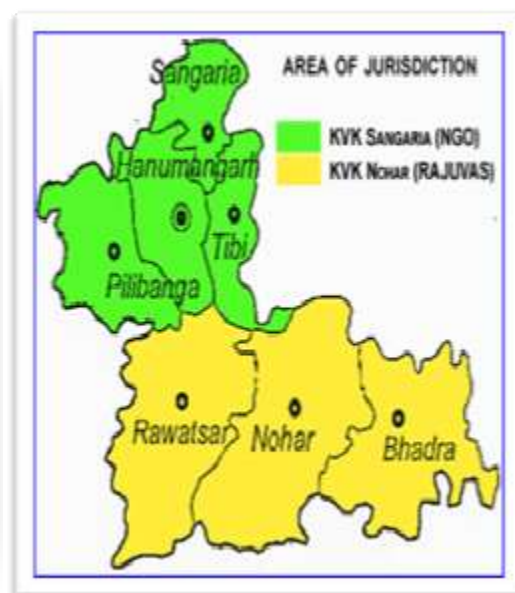 Sangaria
AREA OF JURISDICTION
KVK SANGARIA (NGO)
KVK NOHAR (RAJUVAS)
Hanumangarh
Tibi
Pilibanga
Rawatsar
Nohar
Bhadra